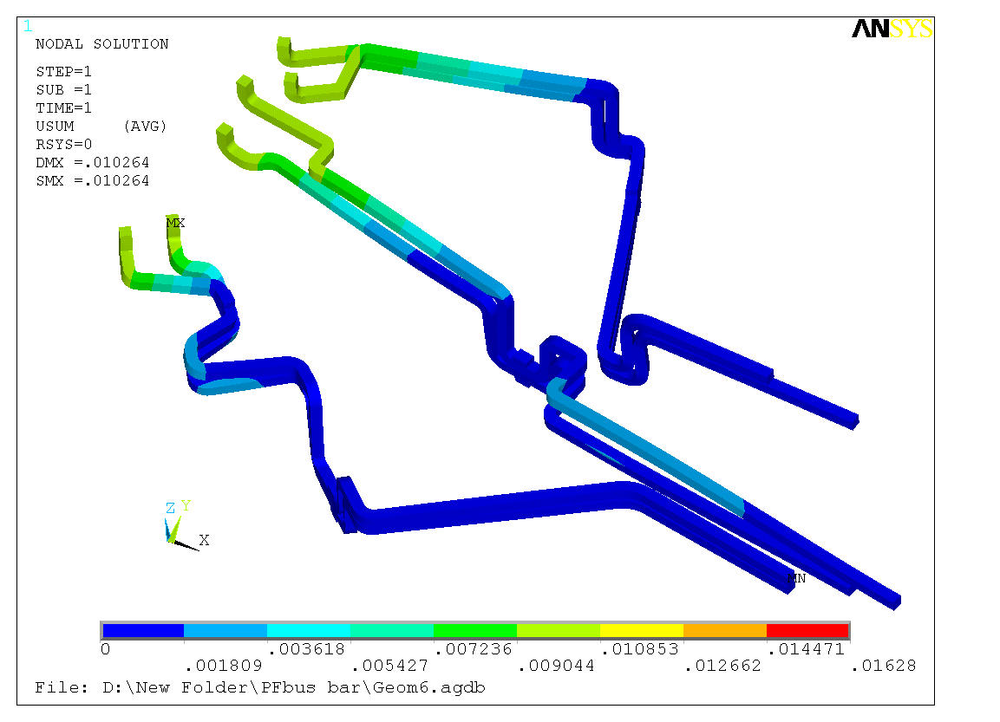 1
ANSYS
NODAL SOLUTION
STEP=1
SUB =1
TIME=1
USUM (AVG)
RSYS=0
DMX =.010264
SMX =.010264
MX
Z Y
X
MN
0 .003618 .007236 .010853 .014471
.001809 .005427 .009044 .012662 .01628
File: D:\New Folder\PFbus bar\Geom6.agdb